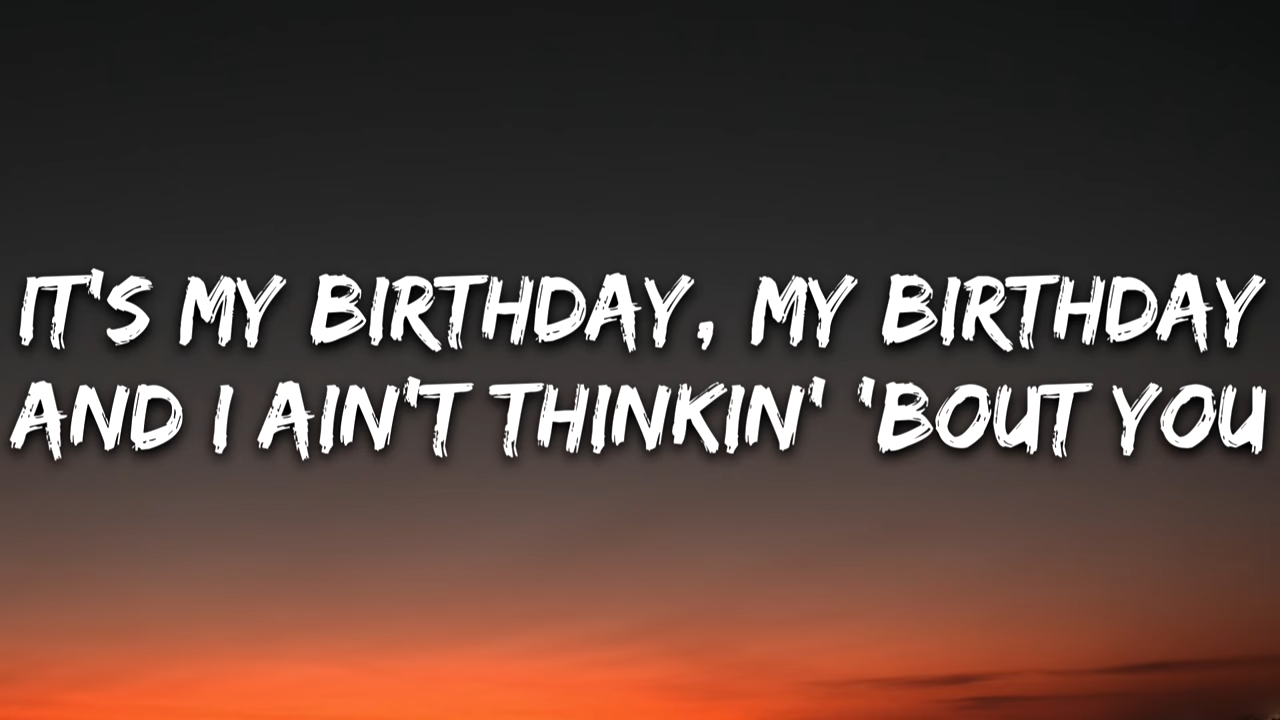 IT'S MY BIRTHDAY, MY BIRTHDAY
AND I AIN'T THINKIN' 'BOUT YOU